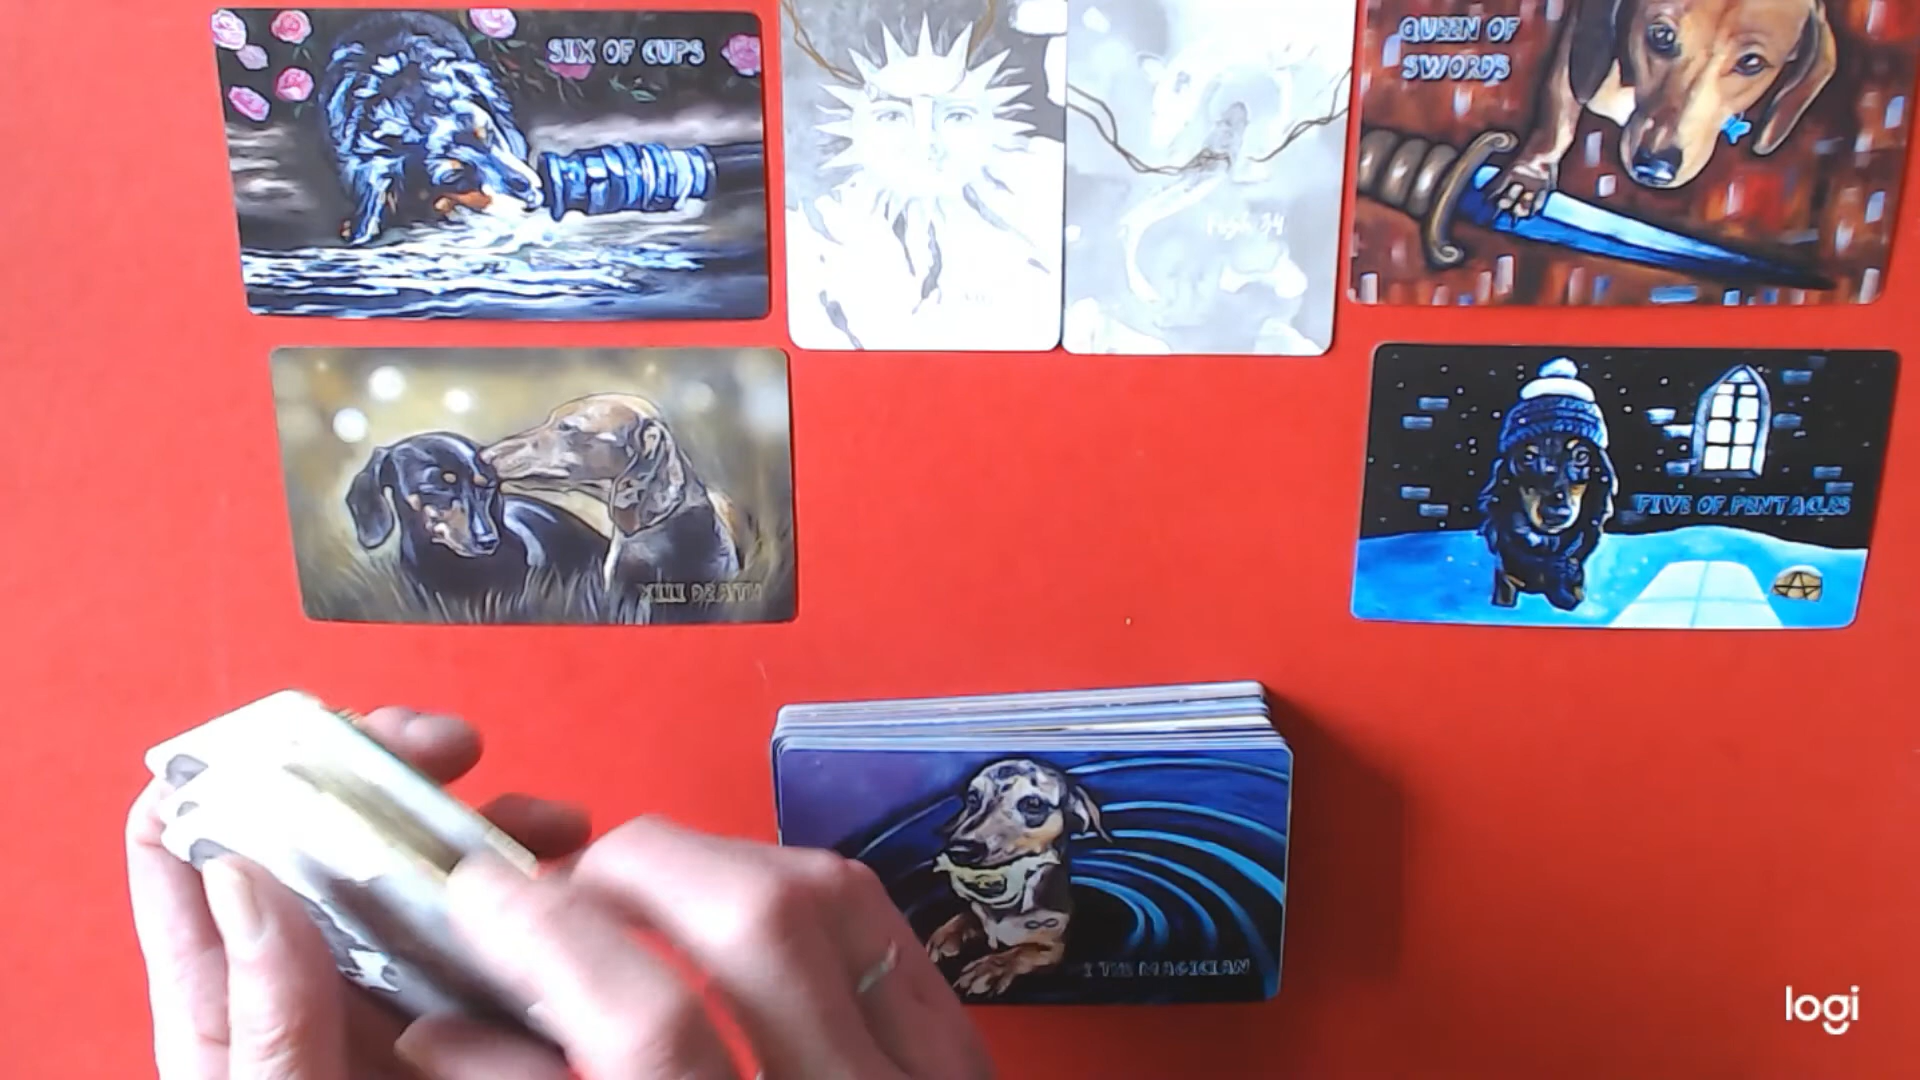 SIX OF CUPS
QUEEN OF
SWORDS
XIII DEATH
FIVE OF PENTACLES
I THE MAGICIAN
logi